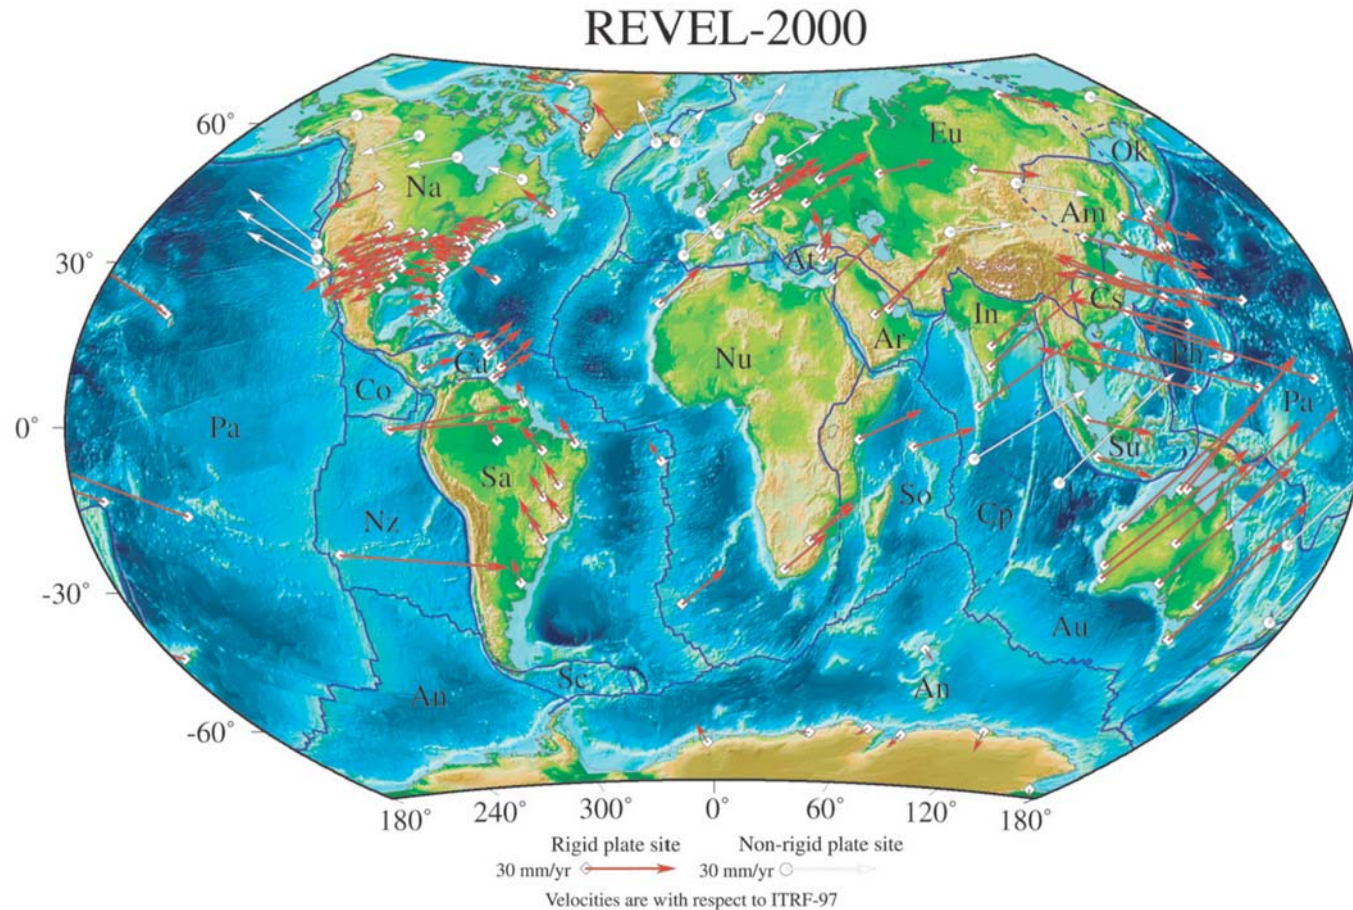 REVEL-2000
60°
Eu
Ok
Na
Am
30°
At
Cs
In
Ar
Nu
Ca
Ph
Co
Pa
Pa
0°
Su
Sa
So
Nz
Cp
-30°
Au
Sc
An
An
-60°
180° 240° 300° 0° 60° 120° 180°
Rigid plate site Non-rigid plate site
30 mm/yr 30 mm/yr
Velocities are with respect to ITRF-97